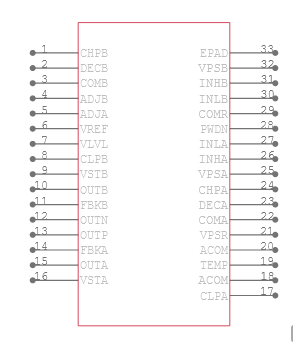 1 CHPB EPAD 33
2 DECB VPSB 32
3 COMB INHB 31
4 ADJB INLB 30
5 ADJA COMR 29
6 VREF PWDN 28
7 VLVL INLA 27
8 CLPB INHA 26
9 VSTB VPSA 25
10 OUTB CHPA 24
11 FBKB DECA 23
12 OUTN COMA 22
13 OUTP VPSR 21
14 FBKA ACOM 20
15 OUTA TEMP 19
16 VSTA ACOM 18
CLPA 17